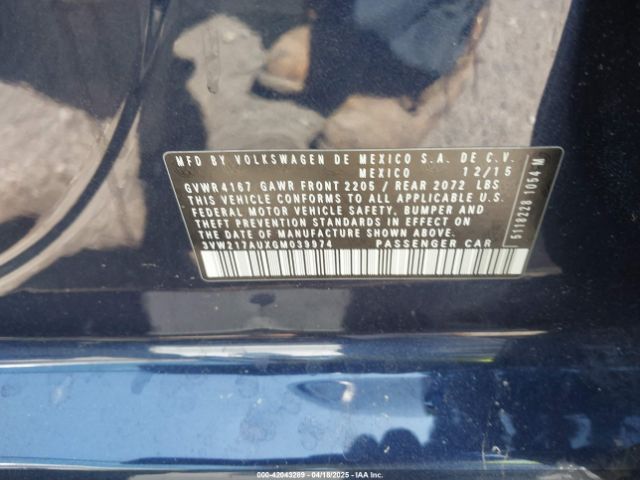 MFD BY VOLKSWAGEN DE MEXICO S.A. DE C.V.
MEXICO 12/15
GVWR4167 GAWR FRONT 2205 / REAR 2072 LBS
THIS VEHICLE CONFORMS TO ALL APPLICABLE U.S.
FEDERAL MOTOR VEHICLE SAFETY, BUMPER AND
THEFT PREVENTION STANDARDS IN EFFECT ON THE
DATE OF MANUFACTURE SHOWN ABOVE.
3VW217AUXGM039974 PASSENGER CAR
5118228 1054 M
000-42043289 - 04/18/2025 - IAA Inc.